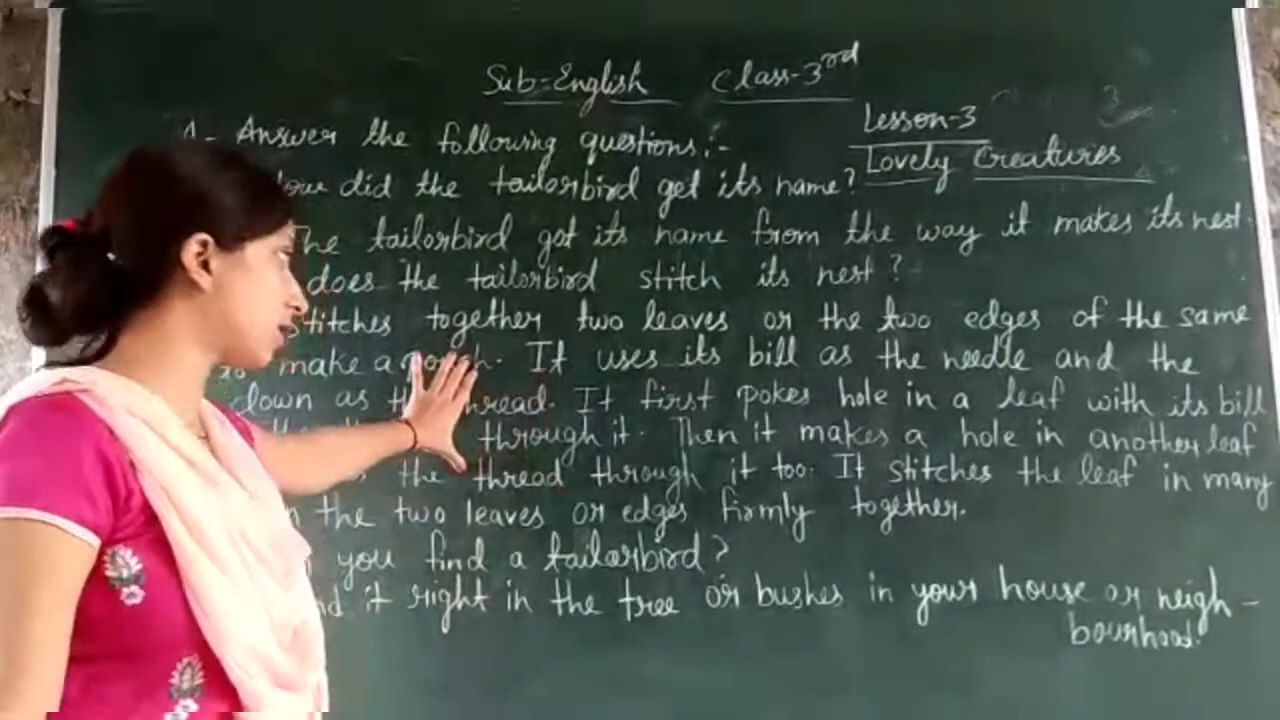 Sub=English Class-3rd
Lesson-3
Lovely Creatures
A- Answer the following questions:-
did the tailorbird get its name?
The tailorbird got its name from the way it makes its nest.
does the tailorbird stitch its nest?
stitches together two leaves or the two edges of the same
to make a It uses its bill as the needle and the
down as thread. It first pokes hole in a leaf with its bill
through it. Then it makes a hole in another leaf
the thread through it too. It stitches the leaf in many
the two leaves or edges firmly together.
you find a tailorbird?
it right in the tree or bushes in your house or neigh-
bourhood.